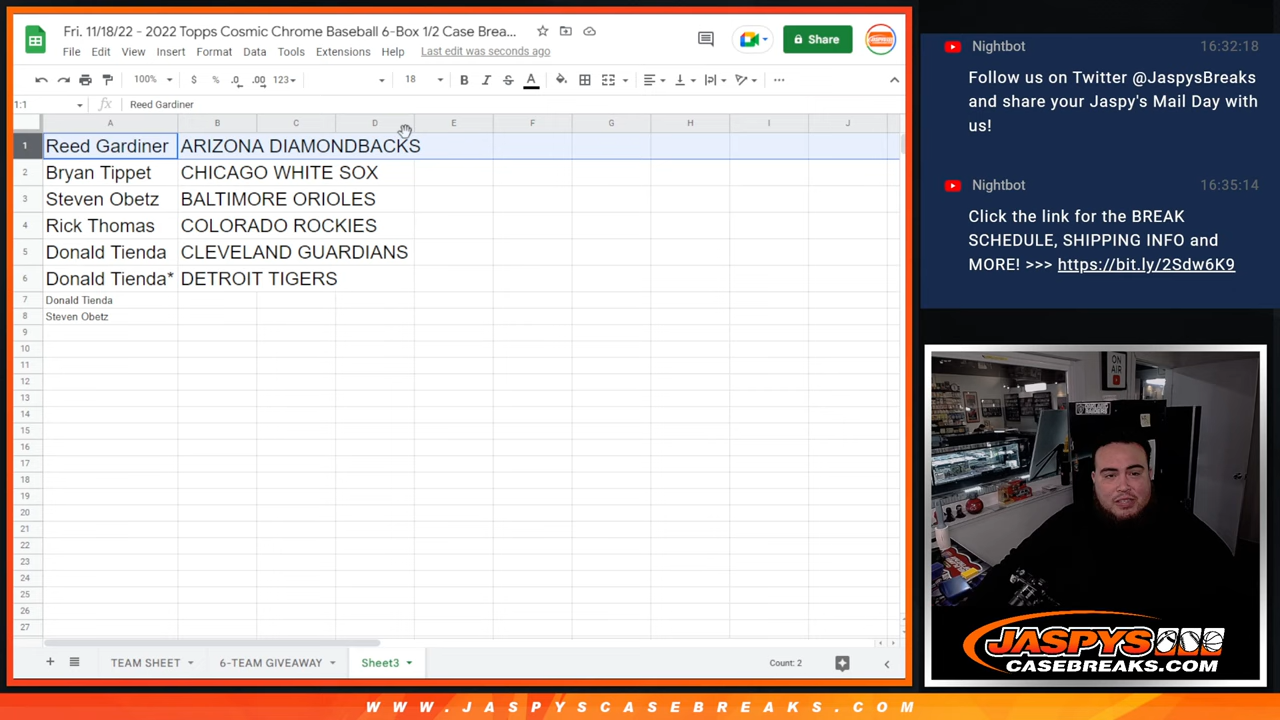 Fri. 11/18/22 - 2022 Topps Cosmic Chrome Baseball 6-Box 1/2 Case Brea...
File Edit View Insert Format Data Tools Extensions Help Last edit was seconds ago
Share
100% $ % .0 .00 123 18 B I S A
1:1 fx Reed Gardiner
A B C D E F G H I J
1 Reed Gardiner ARIZONA DIAMONDBACKS
2 Bryan Tippet CHICAGO WHITE SOX
3 Steven Obetz BALTIMORE ORIOLES
4 Rick Thomas COLORADO ROCKIES
5 Donald Tienda CLEVELAND GUARDIANS
6 Donald Tienda* DETROIT TIGERS
7 Donald Tienda
8 Steven Obetz
9
10
11
12
13
14
15
16
17
18
19
20
21
22
23
24
25
26
27
TEAM SHEET 6-TEAM GIVEAWAY Sheet3 Count: 2
Nightbot 16:32:18
Follow us on Twitter @JaspysBreaks
and share your Jaspy's Mail Day with
us!
Nightbot 16:35:14
Click the link for the BREAK
SCHEDULE, SHIPPING INFO and
MORE! >>> https://bit.ly/2Sdw6K9
ON
AIR
JASPYS
CASEBREAKS.COM
WWW.JASPYSCASEBREAKS.COM